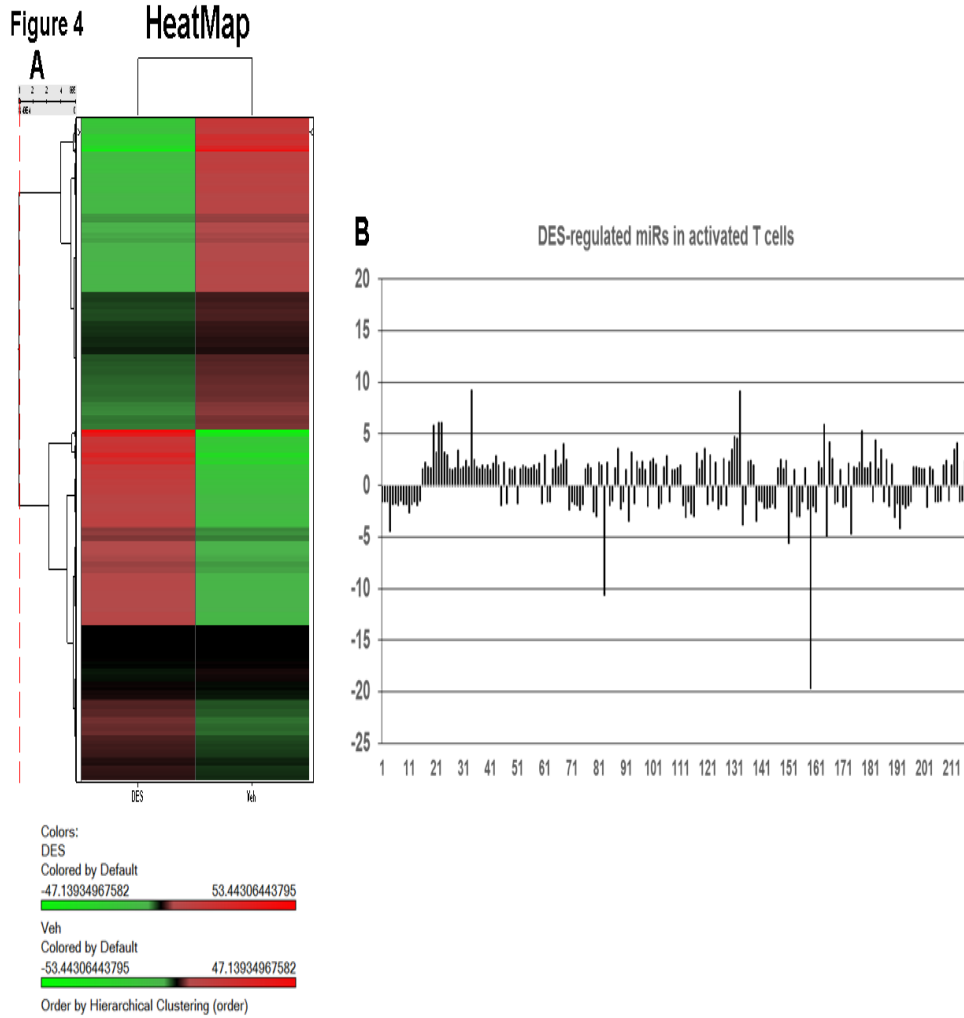 Figure 4
HeatMap
A
DES
Veh
Colors:
DES
Colored by Default
-47.13934967582 53.44306443795
Veh
Colored by Default
-53.44306443795 47.13934967582
Order by Hierarchical Clustering (order)
B
DES-regulated miRs in activated T cells
20
15
10
5
0
-5
-10
-15
-20
-25
1 11 21 31 41 51 61 71 81 91 101 111 121 131 141 151 161 171 181 191 201 211